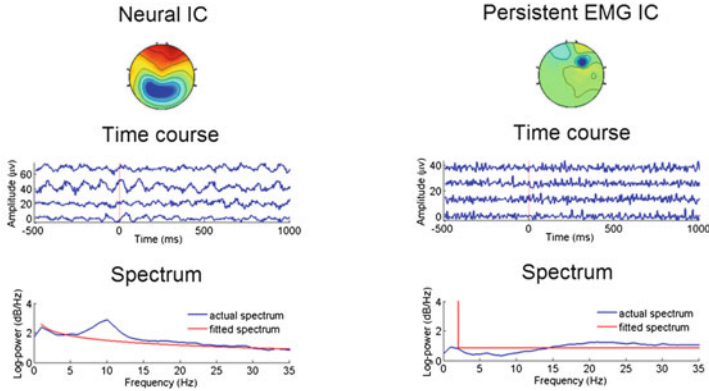 Neural IC
Time course
Amplitude (µv)
60
40
20
0
-500 0 500 1000
Time (ms)
Spectrum
Log-power (dB/Hz)
4
2
0
actual spectrum
fitted spectrum
0 5 10 15 20 25 30 35
Frequency (Hz)
Persistent EMG IC
Time course
Amplitude (µv)
40
20
0
-500 0 500 1000
Time (ms)
Spectrum
Log-power (dB/Hz)
4
2
0
actual spectrum
fitted spectrum
0 5 10 15 20 25 30 35
Frequency (Hz)